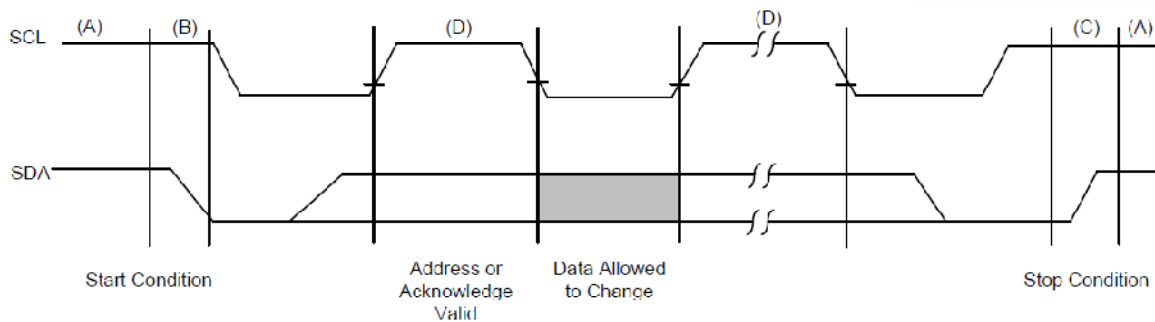 (A) (B) (D) (D) (C) (A)
SCL
SDA
Start Condition
Address or
Acknowledge
Valid
Data Allowed
to Change
Stop Condition